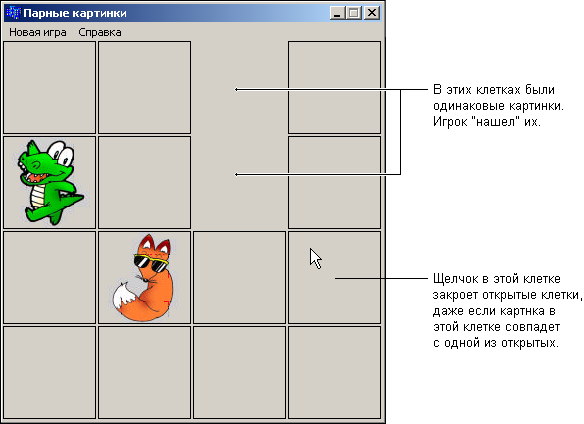 Парные картинки
Новая игра Справка
В этих клетках были
одинаковые картинки.
Игрок "нашел" их.
Щелчок в этой клетке
закроет открытые клетки,
даже если картнка в
этой клетке совпадет
с одной из открытых.